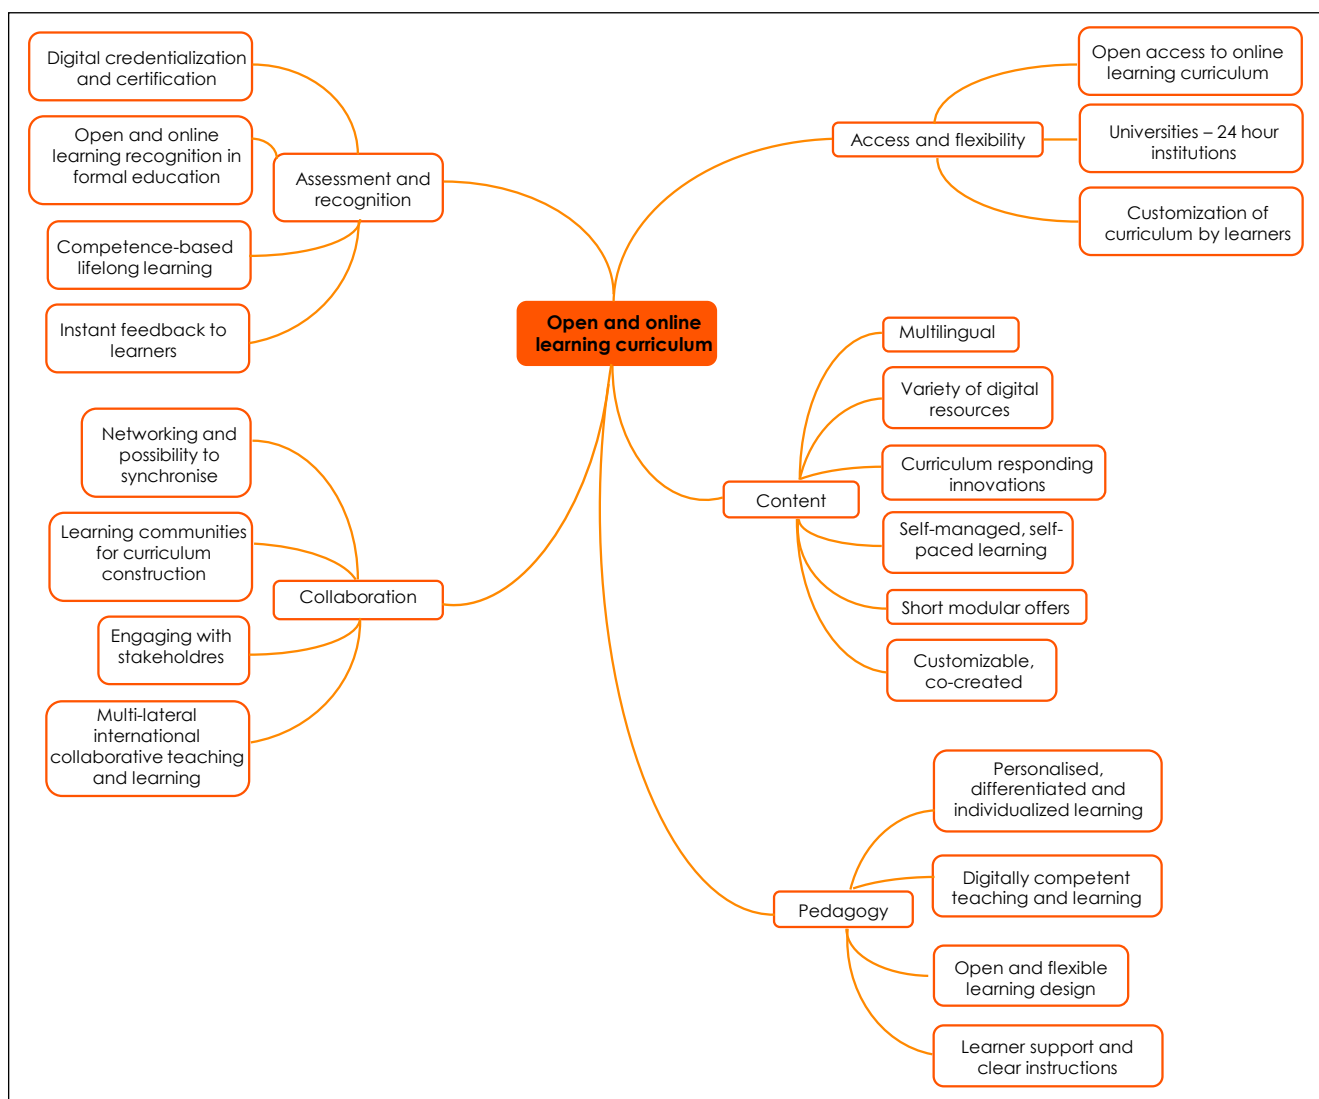 Digital credentialization
and certification
Open and online
learning recognition in
formal education
Assessment and
recognition
Competence-based
lifelong learning
Instant feedback to
learners
Open access to online
learning curriculum
Access and flexibility
Universities – 24 hour
institutions
Customization of
curriculum by learners
Open and online
learning curriculum
Multilingual
Variety of digital
resources
Curriculum responding
innovations
Content
Self-managed, self-
paced learning
Short modular offers
Customizable,
co-created
Networking and
possibility to
synchronise
Learning communities
for curriculum
construction
Collaboration
Engaging with
stakeholdres
Multi-lateral
international
collaborative teaching
and learning
Personalised,
differentiated and
individualized learning
Digitally competent
teaching and learning
Pedagogy
Open and flexible
learning design
Learner support and
clear instructions